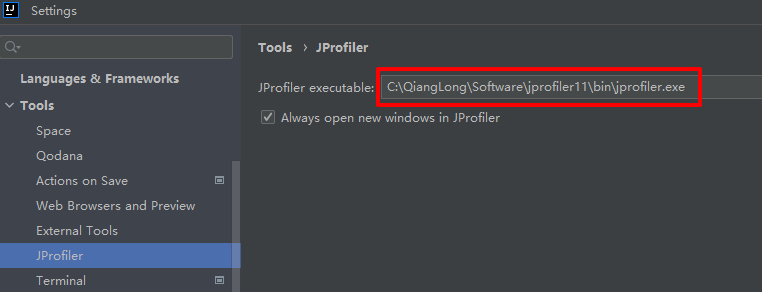 IJ
Settings
Languages & Frameworks
Tools
Space
Qodana
Actions on Save
Web Browsers and Preview
External Tools
JProfiler
Terminal
Tools › JProfiler
JProfiler executable: C:\QiangLong\Software\jprofiler11\bin\jprofiler.exe
Always open new windows in JProfiler